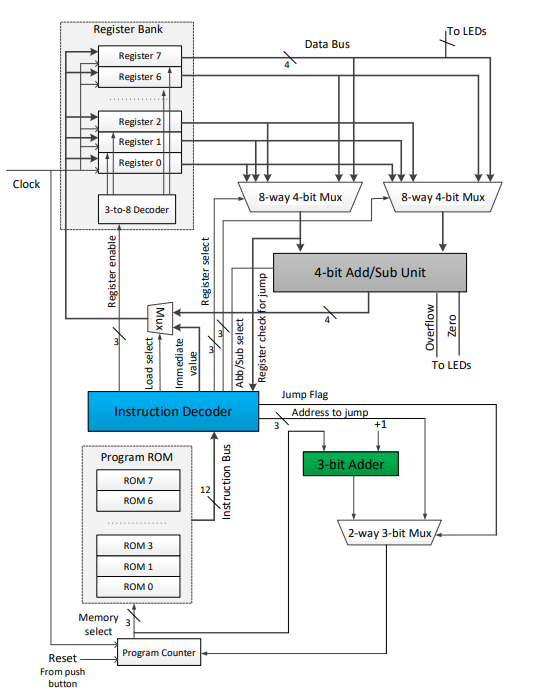 Register Bank
To LEDs
Data Bus
Register 7
4
Register 6
Register 2
Register 1
Register 0
Clock
8-way 4-bit Mux
8-way 4-bit Mux
3-to-8 Decoder
4-bit Add/Sub Unit
Register enable
Register select
Abb/Sub select
Register check for jump
Mux
4
3
3
3
Load select
Immediate
value
Overflow
Zero
To LEDs
Instruction Decoder
Jump Flag
Address to jump
3
+1
Program ROM
3-bit Adder
ROM 7
ROM 6
12
Instruction Bus
2-way 3-bit Mux
ROM 3
ROM 1
ROM 0
Memory
select
3
Program Counter
Reset
From push
button